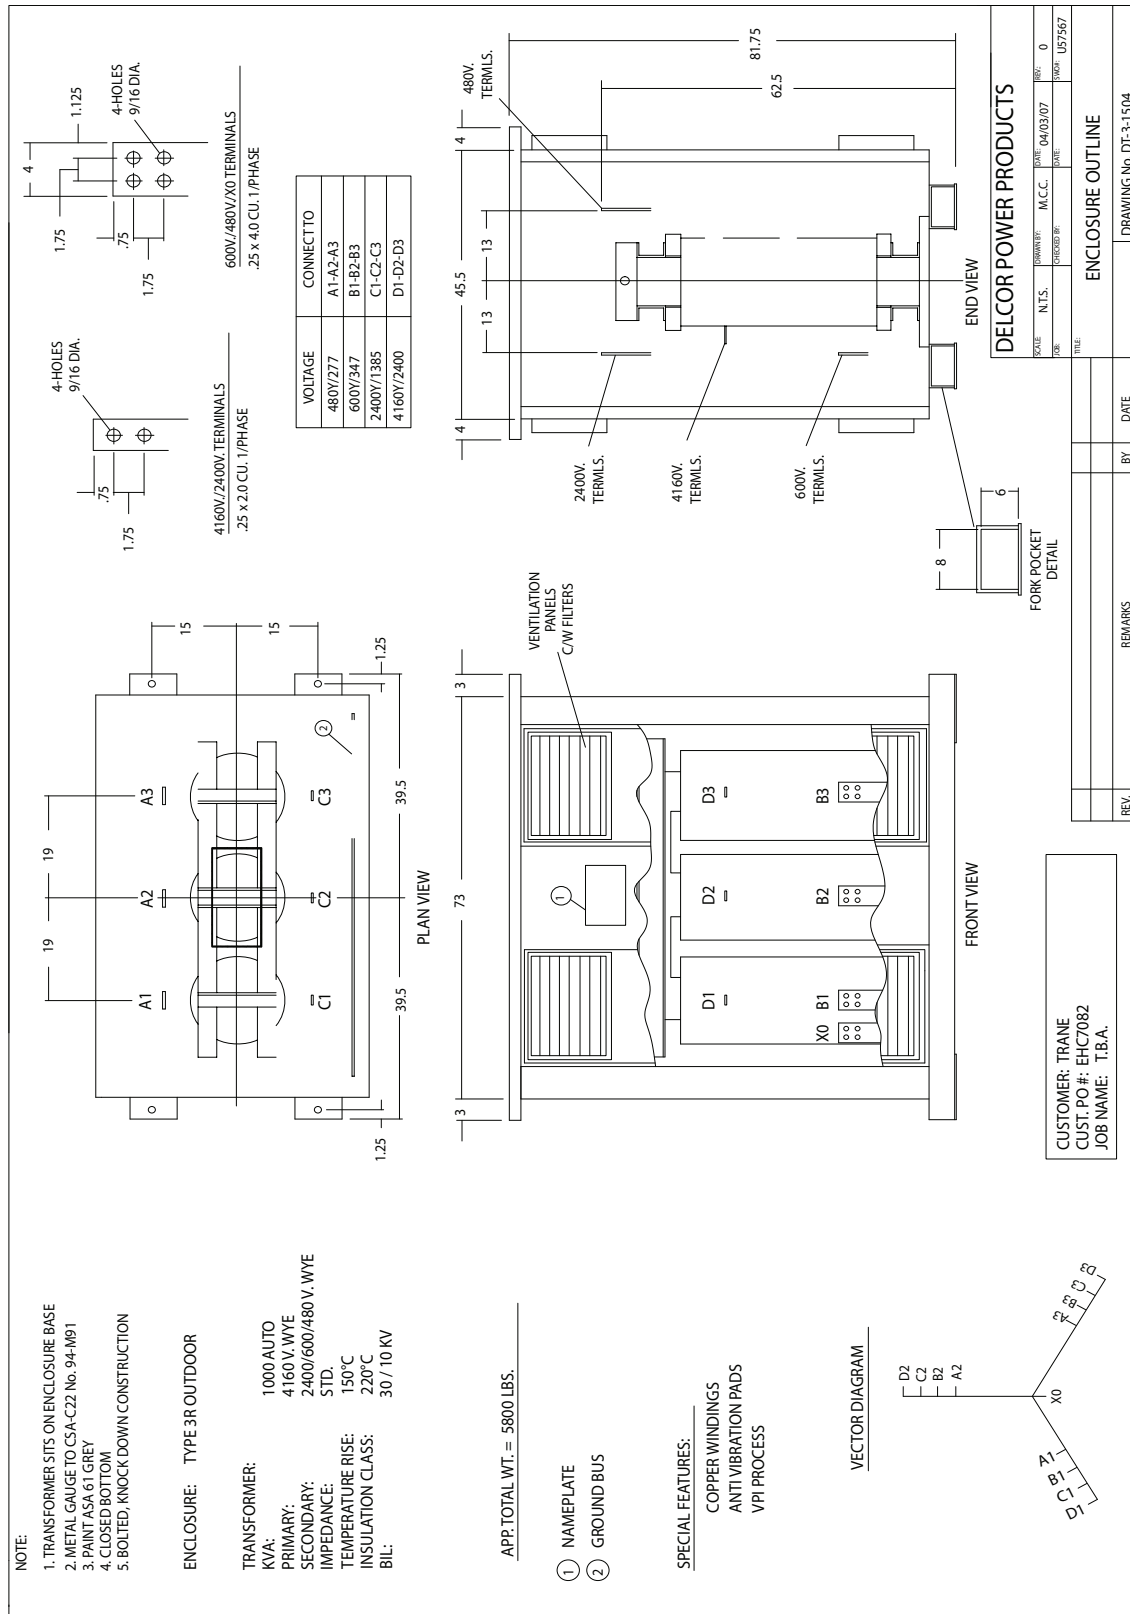 NOTE:
1. TRANSFORMER SITS ON ENCLOSURE BASE
2. METAL GAUGE TO CSA-C22 No. 94-M91
3. PAINT ASA 61 GREY
4. CLOSED BOTTOM
5. BOLTED, KNOCK DOWN CONSTRUCTION
ENCLOSURE: TYPE 3R OUTDOOR
TRANSFORMER:
KVA: 1000 AUTO
PRIMARY: 4160 V. WYE
SECONDARY: 2400/600/480 V. WYE
IMPEDANCE: STD.
TEMPERATURE RISE: 150°C
INSULATION CLASS: 220°C
BIL: 30 / 10 KV
APP. TOTAL WT. = 5800 LBS.
1 NAMEPLATE
2 GROUND BUS
SPECIAL FEATURES:
COPPER WINDINGS
ANTI VIBRATION PADS
VPI PROCESS
VECTOR DIAGRAM
D2
C2
B2
A2
X0
A1
B1
C1
D1
A3
B3
C3
D3
19
19
A1
A2
A3
C1
C2
C3
2
15
15
1.25
1.25
39.5
39.5
PLAN VIEW
3
73
3
VENTILATION
PANELS
C/W FILTERS
1
D1
D2
D3
X0
B1
B2
B3
FRONT VIEW
4-HOLES
9/16 DIA.
.75
1.75
4160V./2400V. TERMINALS
.25 x 2.0 CU. 1/PHASE
4
1.125
1.75
4-HOLES
9/16 DIA.
.75
1.75
600V./480V./X0 TERMINALS
.25 x 4.0 CU. 1/PHASE
VOLTAGE CONNECT TO
480Y/277 A1-A2-A3
600Y/347 B1-B2-B3
2400Y/1385 C1-C2-C3
4160Y/2400 D1-D2-D3
4
45.5
4
480V.
TERMLS.
13
13
2400V.
TERMLS.
4160V.
TERMLS.
600V.
TERMLS.
62.5
81.75
END VIEW
8
6
FORK POCKET
DETAIL
CUSTOMER: TRANE
CUST. PO #: EHC7082
JOB NAME: T.B.A.
REV. REMARKS BY DATE
DELCOR POWER PRODUCTS
SCALE: N.T.S. DRAWN BY: M.C.C. DATE: 04/03/07 REV.: 0
JOB: CHECKED BY: DATE: SWO#: U57567
TITLE:
ENCLOSURE OUTLINE
DRAWING No. DT-3-1504